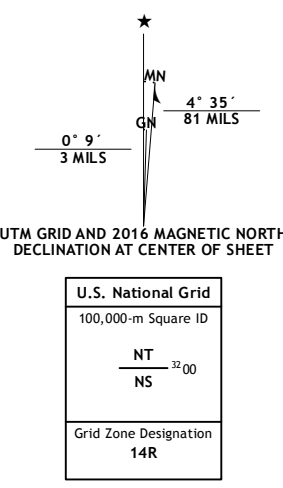 ★
MN
4° 35´
81 MILS
GN
0° 9´
3 MILS
UTM GRID AND 2016 MAGNETIC NORTH
DECLINATION AT CENTER OF SHEET
U.S. National Grid
100,000-m Square ID
NT
3200
NS
Grid Zone Designation
14R